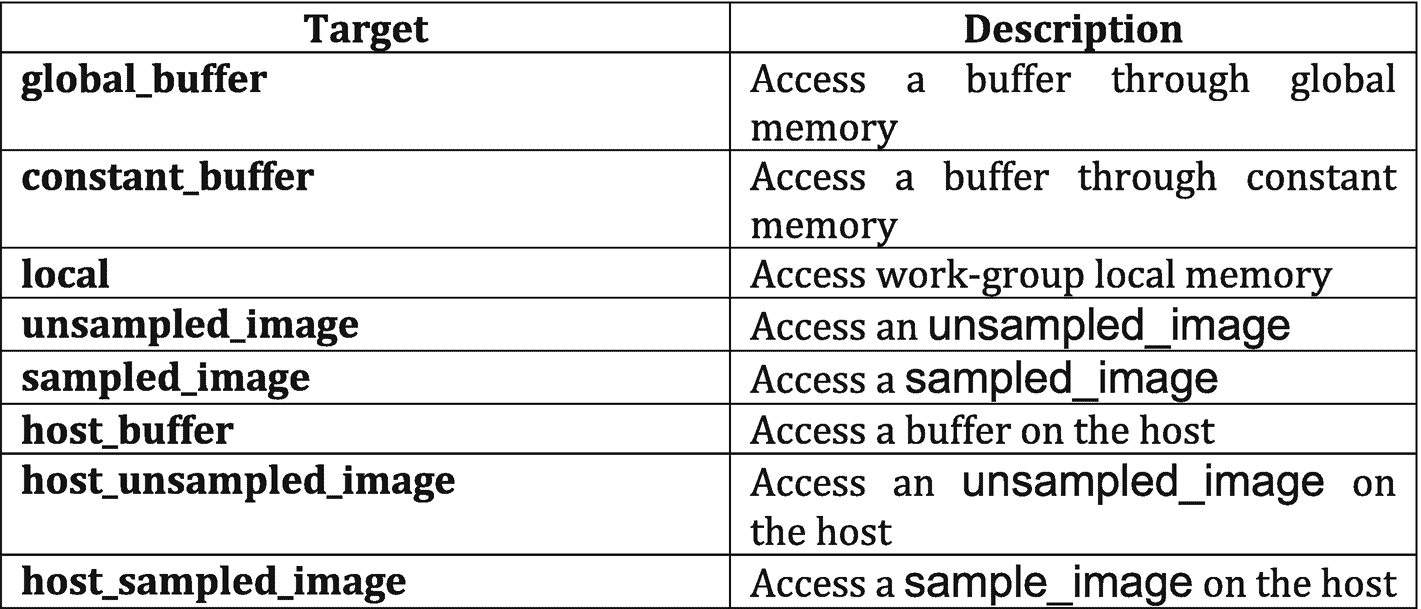 Target Description
global_buffer Access a buffer through global
memory
constant_buffer Access a buffer through constant
memory
local Access work-group local memory
unsampled_image Access an unsampled_image
sampled_image Access a sampled_image
host_buffer Access a buffer on the host
host_unsampled_image Access an unsampled_image on
the host
host_sampled_image Access a sample_image on the host